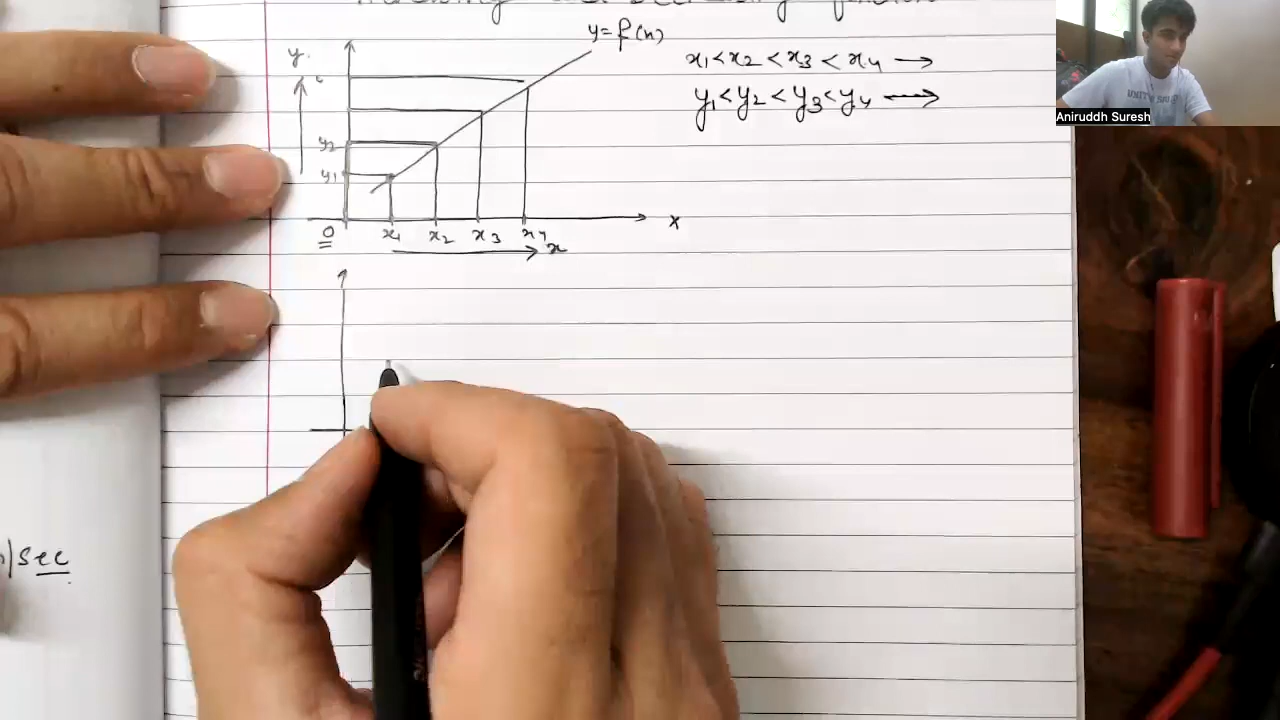 y=f(x)
y.
x1<x2<x3<x4 →
y1<y2<y3<y4 →
y2
y1
0 x1 x2 x3 x4 x
x
/sec
Aniruddh Suresh